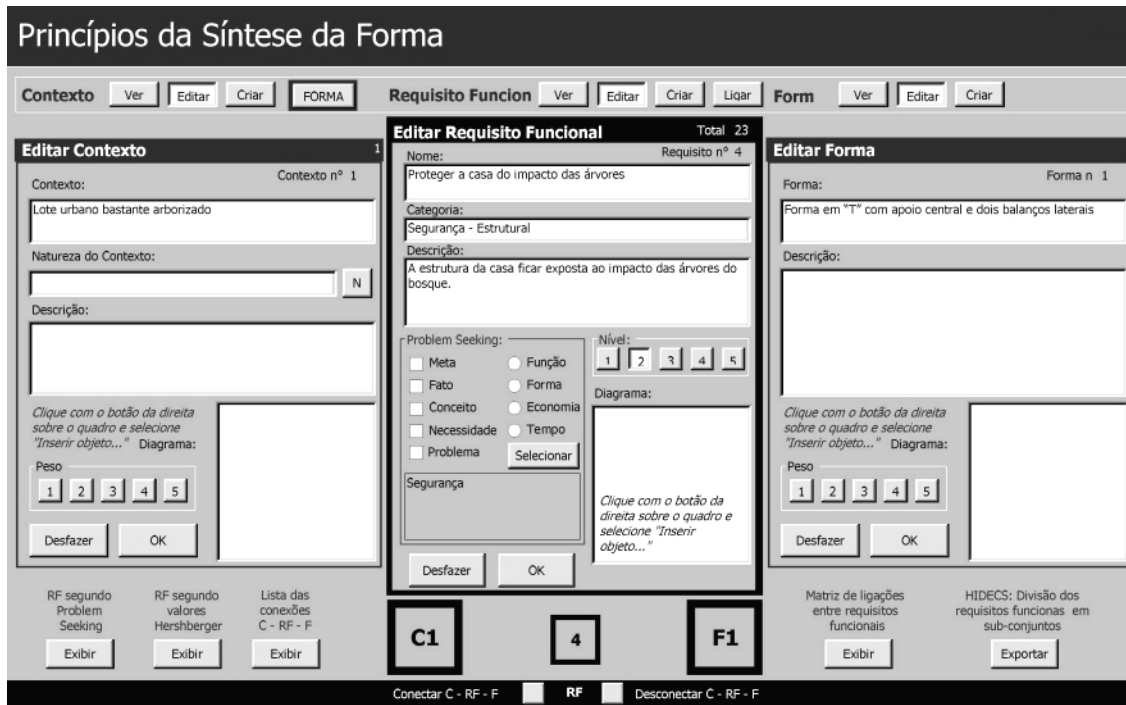 Princípios da Síntese da Forma
Contexto Ver Editar Criar FORMA Requisito Funcion Ver Editar Criar Ligar Form Ver Editar Criar
Editar Contexto 1
Contexto nº 1
Contexto:
Lote urbano bastante arborizado
Natureza do Contexto:
N
Descrição:
Clique com o botão da direita
sobre o quadro e selecione
"Inserir objeto..." Diagrama:
Peso
1 2 3 4 5
Desfazer OK
Editar Requisito Funcional Total 23
Nome: Requisito nº 4
Proteger a casa do impacto das árvores
Categoria:
Segurança - Estrutural
Descrição:
A estrutura da casa ficar exposta ao impacto das árvores do
bosque.
Problem Seeking:
Meta Função
Fato Forma
Conceito Economia
Necessidade Tempo
Problema Selecionar
Segurança
Nível:
1 2 3 4 5
Diagrama:
Clique com o botão da
direita sobre o quadro e
selecione "Inserir
objeto..."
Desfazer OK
Editar Forma
Forma: Forma n 1
Forma em "T" com apoio central e dois balanços laterais
Descrição:
Clique com o botão da direita
sobre o quadro e selecione
"Inserir objeto..." Diagrama:
Peso
1 2 3 4 5
Desfazer OK
RF segundo
Problem
Seeking
Exibir
RF segundo
valores
Hershberger
Exibir
Lista das
conexões
C - RF - F
Exibir
C1 4 F1
Matriz de ligações
entre requisitos
funcionais
Exibir
HIDECS: Divisão dos
requisitos funcionas em
sub-conjuntos
Exportar
Conectar C - RF - F RF Desconectar C - RF - F